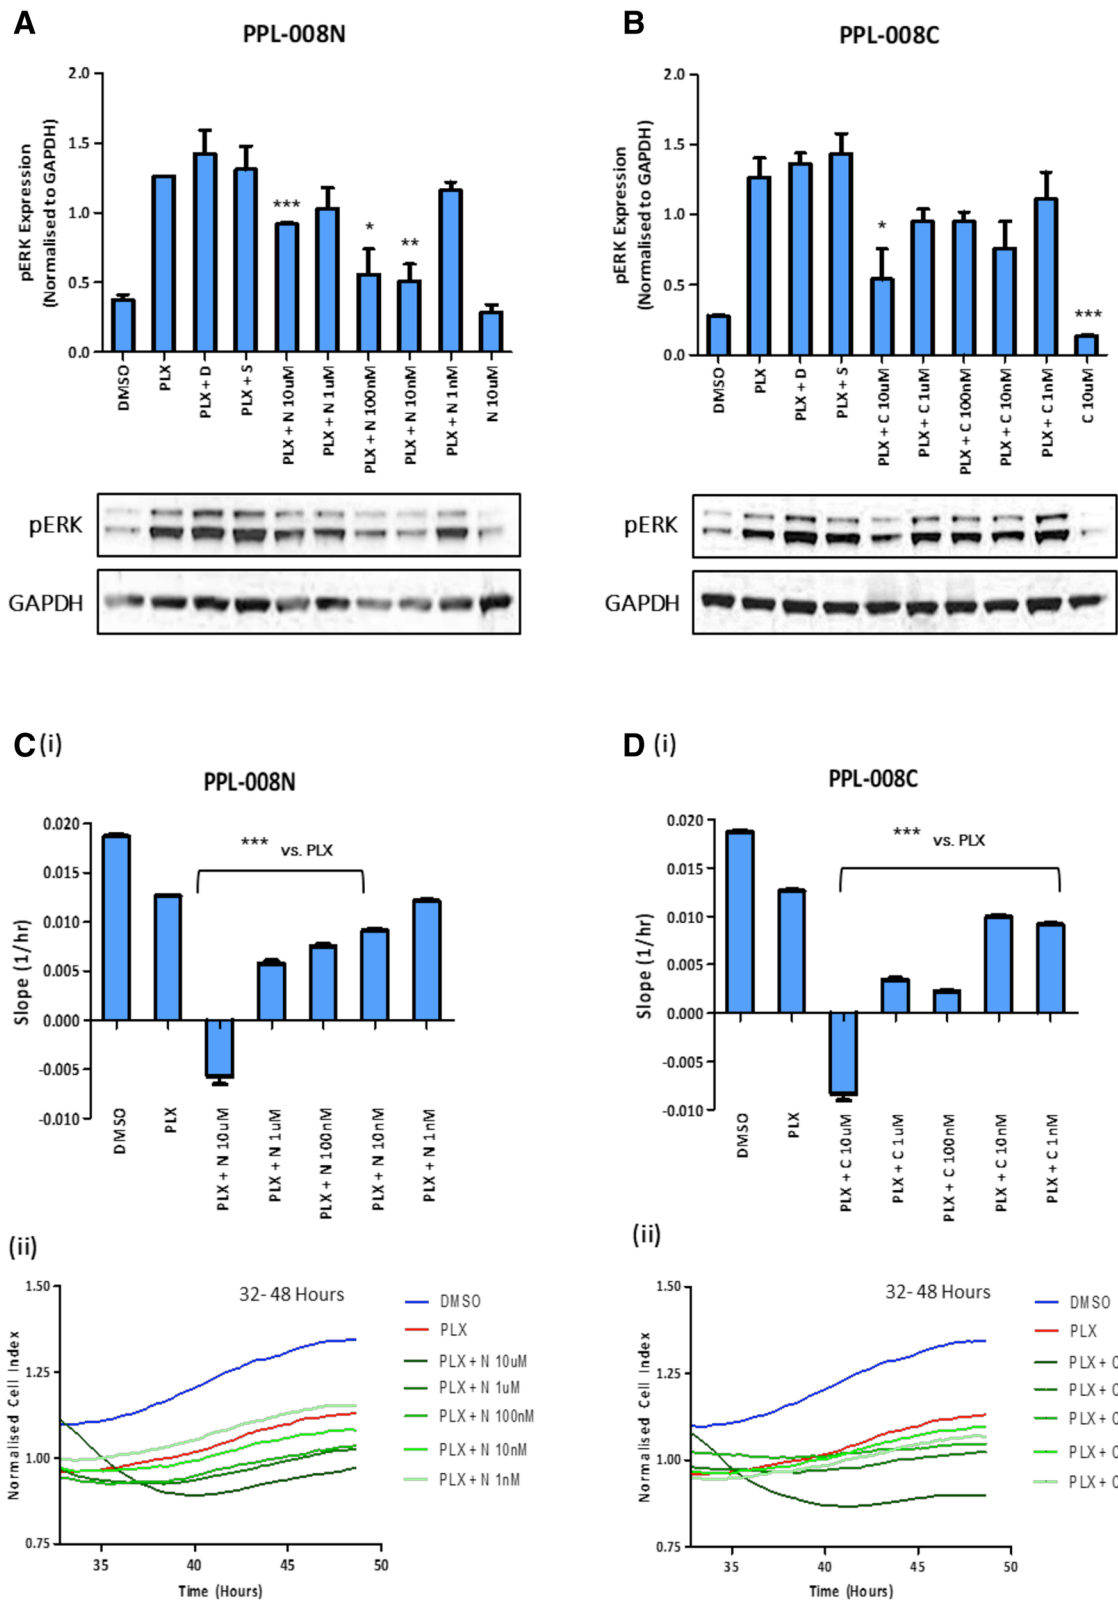 A
PPL-008N
2.0
1.5
1.0
0.5
0.0
pERK Expression
(Normalised to GAPDH)
***
*
**
DMSO
PLX
PLX + D
PLX + S
PLX + N 10uM
PLX + N 1uM
PLX + N 100nM
PLX + N 10nM
PLX + N 1nM
N 10uM
pERK
GAPDH
B
PPL-008C
2.0
1.5
1.0
0.5
0.0
pERK Expression
(Normalised to GAPDH)
*
***
DMSO
PLX
PLX + D
PLX + S
PLX + C 10uM
PLX + C 1uM
PLX + C 100nM
PLX + C 10nM
PLX + C 1nM
C 10uM
pERK
GAPDH
C (i)
PPL-008N
0.020
0.015
0.010
0.005
0.000
-0.005
-0.010
Slope (1/hr)
*** vs. PLX
DMSO
PLX
PLX + N 10uM
PLX + N 1uM
PLX + N 100nM
PLX + N 10nM
PLX + N 1nM
D (i)
PPL-008C
0.020
0.015
0.010
0.005
0.000
-0.005
-0.010
Slope (1/hr)
*** vs. PLX
DMSO
PLX
PLX + C 10uM
PLX + C 1uM
PLX + C 100nM
PLX + C 10nM
PLX + C 1nM
(ii)
1.50
1.25
1.00
0.75
Normalised Cell Index
32- 48 Hours
DMSO
PLX
PLX + N 10uM
PLX + N 1uM
PLX + N 100nM
PLX + N 10nM
PLX + N 1nM
35
40
45
50
Time (Hours)
(ii)
1.50
1.25
1.00
0.75
Normalised Cell Index
32- 48 Hours
DMSO
PLX
PLX + C
PLX + C
PLX + C
PLX + C
PLX + C
35
40
45
50
Time (Hours)